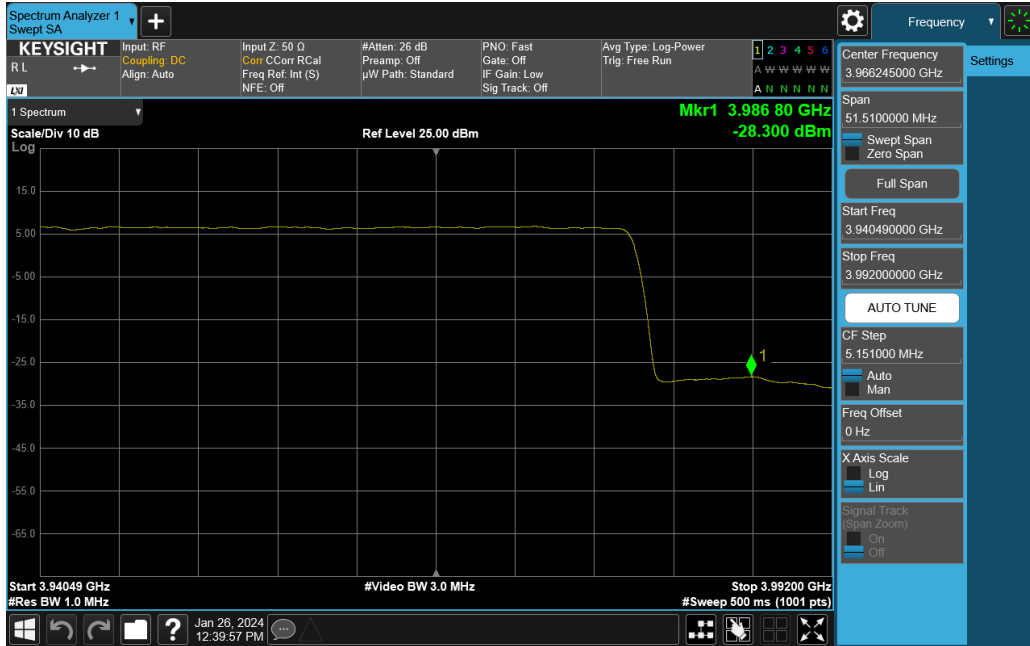 Spectrum Analyzer 1
Swept SA
Frequency
KEYSIGHT
R L
LXI
Input: RF
Coupling: DC
Align: Auto
Input Z: 50 Ω
Corr CCorr RCal
Freq Ref: Int (S)
NFE: Off
#Atten: 26 dB
Preamp: Off
µW Path: Standard
PNO: Fast
Gate: Off
IF Gain: Low
Sig Track: Off
Avg Type: Log-Power
Trig: Free Run
1 2 3 4 5 6
A W W W W W
A N N N N N
1 Spectrum
Scale/Div 10 dB
Log
Ref Level 25.00 dBm
Mkr1 3.986 80 GHz
-28.300 dBm
15.0
5.00
-5.00
-15.0
-25.0
-35.0
-45.0
-55.0
-65.0
1
Start 3.94049 GHz
#Res BW 1.0 MHz
#Video BW 3.0 MHz
Stop 3.99200 GHz
#Sweep 500 ms (1001 pts)
Settings
Center Frequency
3.966245000 GHz
Span
51.5100000 MHz
Swept Span
Zero Span
Full Span
Start Freq
3.940490000 GHz
Stop Freq
3.992000000 GHz
AUTO TUNE
CF Step
5.151000 MHz
Auto
Man
Freq Offset
0 Hz
X Axis Scale
Log
Lin
Signal Track
(Span Zoom)
On
Off
?
Jan 26, 2024
12:39:57 PM